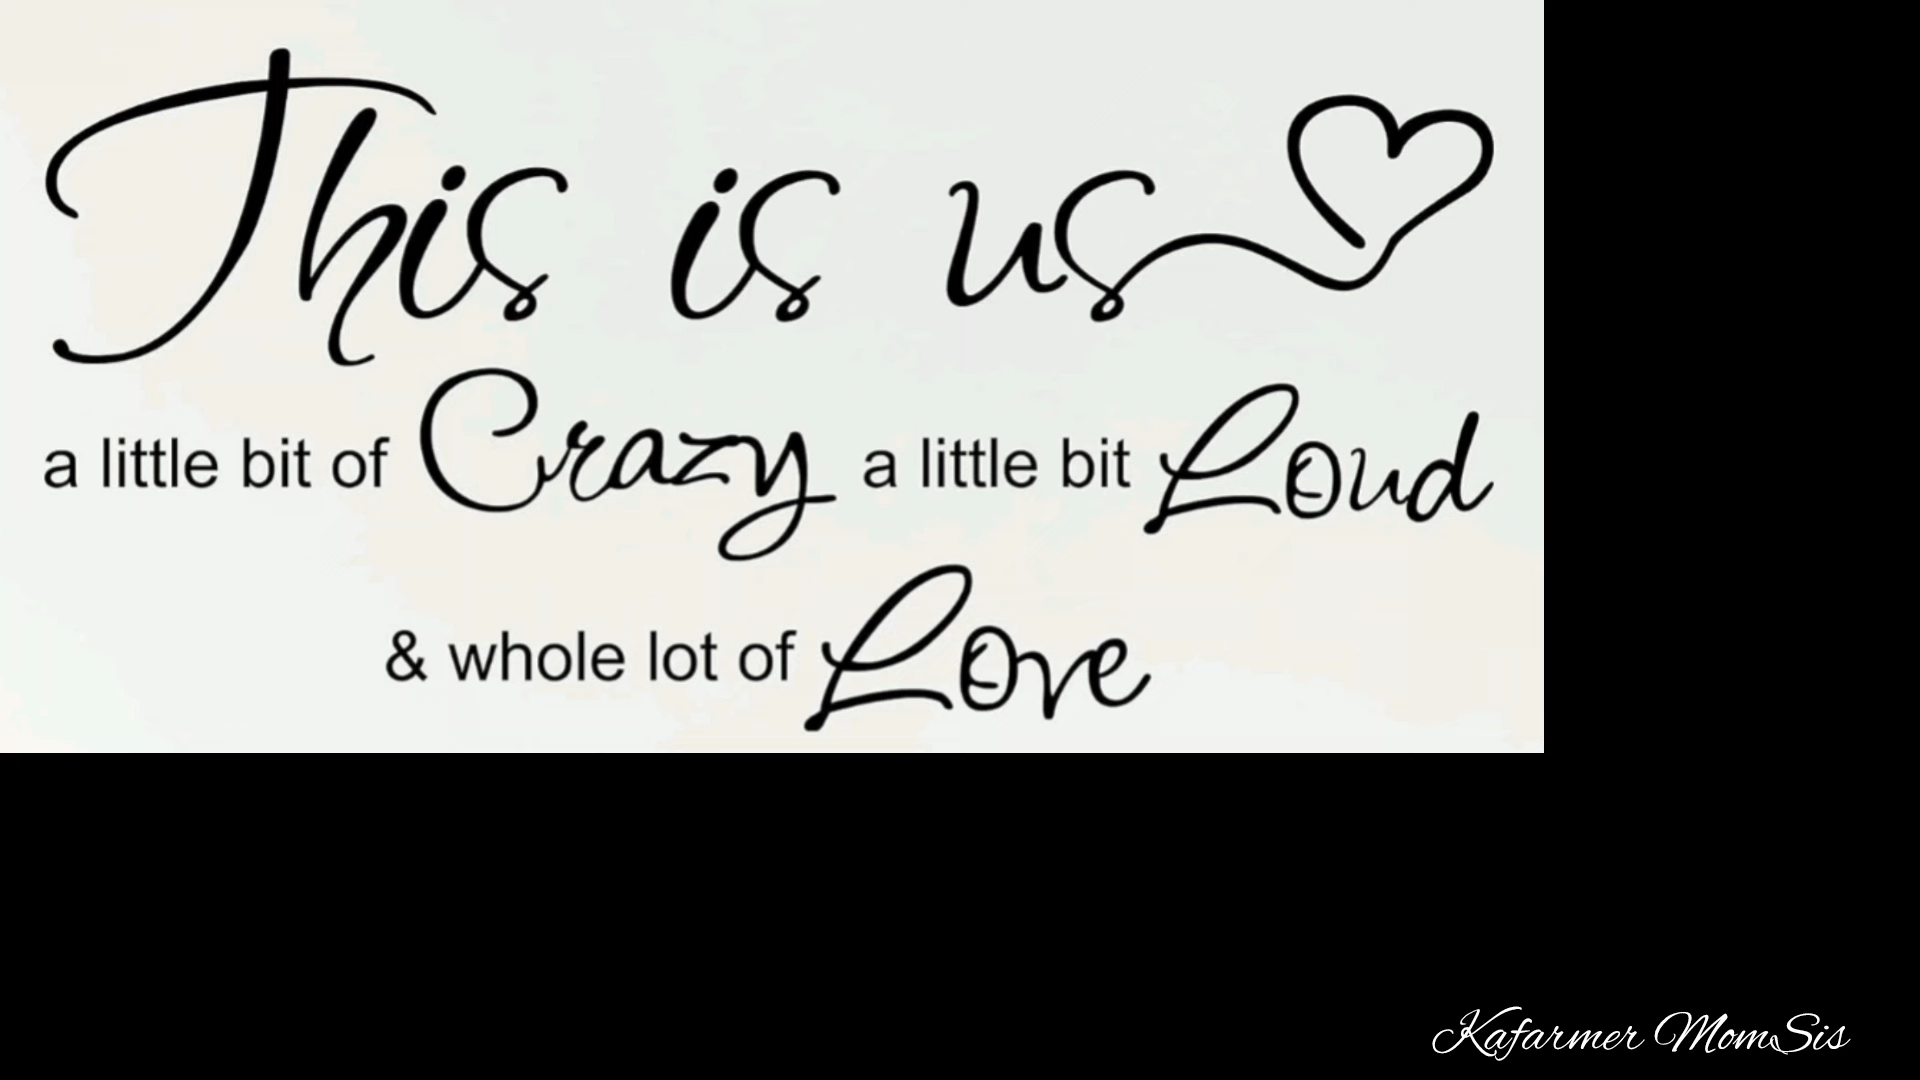 This is us
a little bit of Crazy a little bit Loud
& whole lot of Love
Kafarmer MomSis